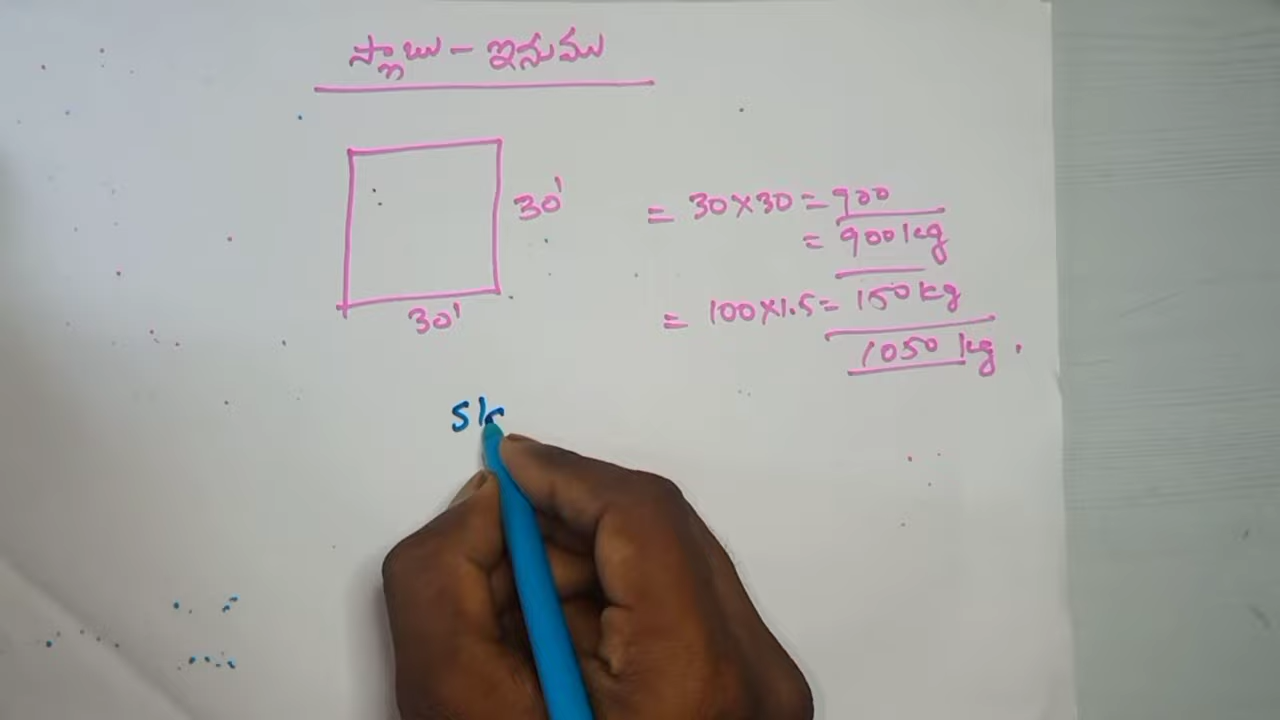 స్లాబు - ఇనుము
30'
30'
= 30×30 = 900
= 900 kg
= 100×1.5 = 150 kg
1050 kg.